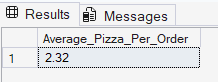 Results Messages
Average_Pizza_Per_Order
1 2.32